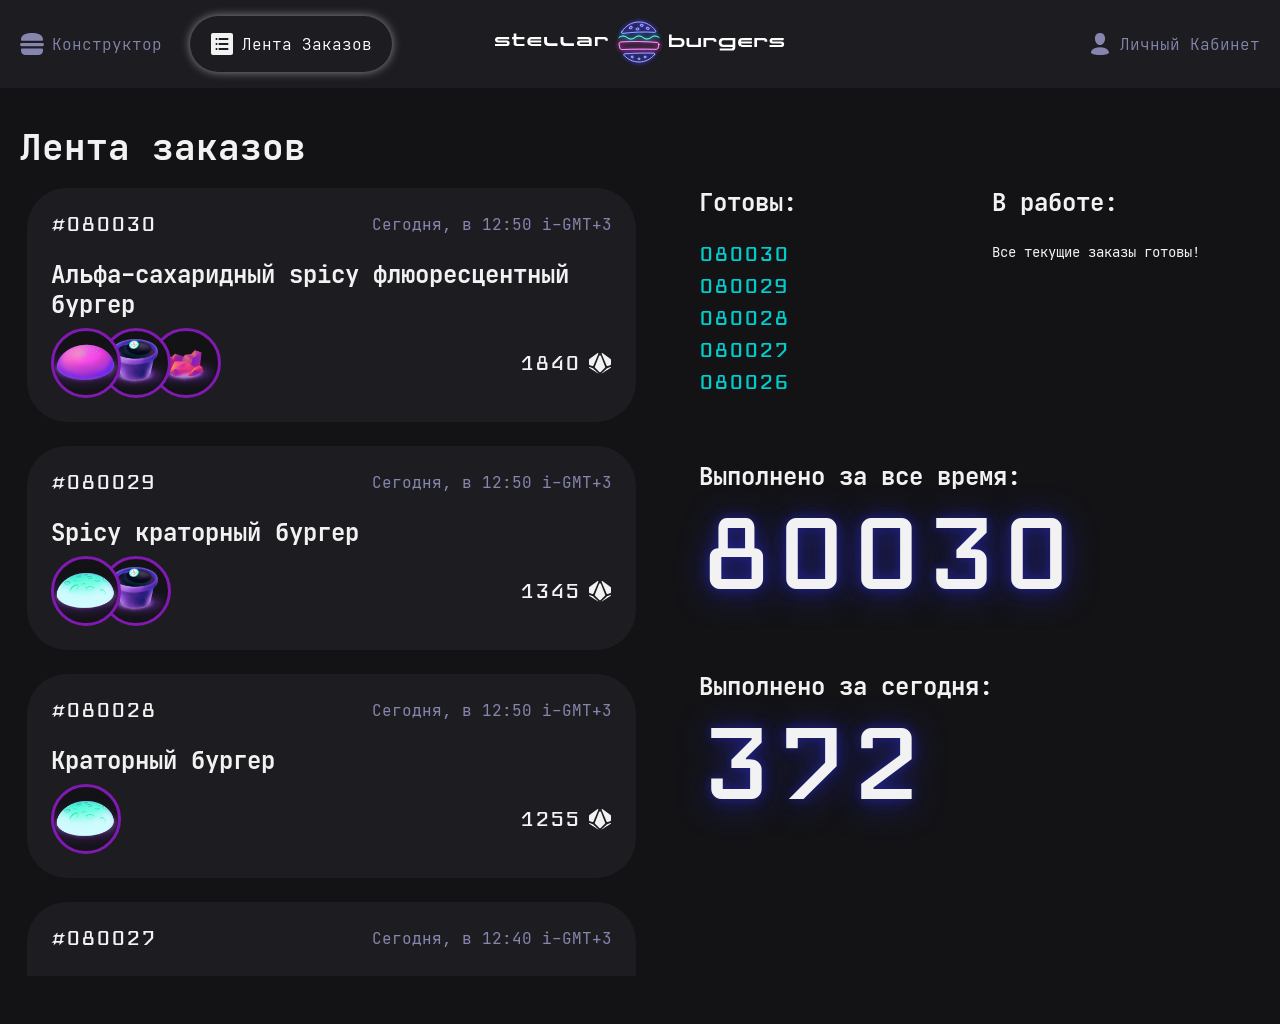 Конструктор
Лента Заказов
stellar burgers
Личный Кабинет
Лента заказов
#080030
Сегодня, в 12:50 i-GMT+3
Альфа-сахаридный spicy флюоресцентный
бургер
1840
#080029
Сегодня, в 12:50 i-GMT+3
Spicy краторный бургер
1345
#080028
Сегодня, в 12:50 i-GMT+3
Краторный бургер
1255
#080027
Сегодня, в 12:40 i-GMT+3
Готовы:
080030
080029
080028
080027
080026
В работе:
Все текущие заказы готовы!
Выполнено за все время:
80030
Выполнено за сегодня:
372